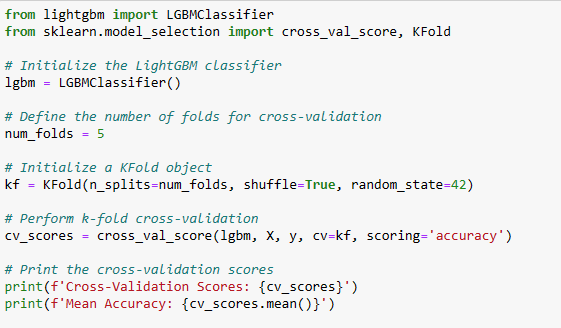 from lightgbm import LGBMClassifier
from sklearn.model_selection import cross_val_score, KFold
# Initialize the LightGBM classifier
lgbm = LGBMClassifier()
# Define the number of folds for cross-validation
num_folds = 5
# Initialize a KFold object
kf = KFold(n_splits=num_folds, shuffle=True, random_state=42)
# Perform k-fold cross-validation
cv_scores = cross_val_score(lgbm, X, y, cv=kf, scoring='accuracy')
# Print the cross-validation scores
print(f'Cross-Validation Scores: {cv_scores}')
print(f'Mean Accuracy: {cv_scores.mean()}')